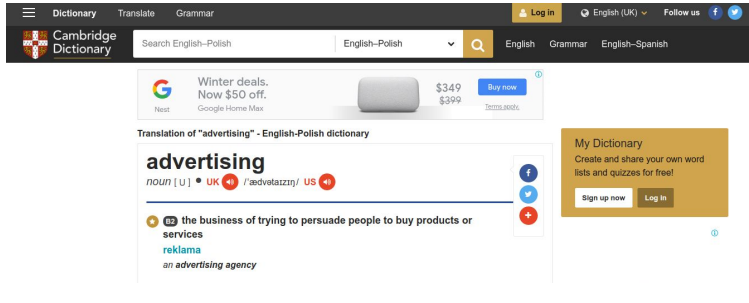 Dictionary Translate Grammar Log in English (UK) Follow us
Cambridge
Dictionary
Search English–Polish English–Polish English Grammar English–Spanish
Winter deals.
Now $50 off.
Google Home Max
Nest
$349
$399
Buy now
Terms apply.
Translation of "advertising" - English-Polish dictionary
advertising
noun [ U ] • UK /ˈædvətaɪzɪŋ/ US
B2 the business of trying to persuade people to buy products or
services
reklama
an advertising agency
My Dictionary
Create and share your own word
lists and quizzes for free!
Sign up now Log in